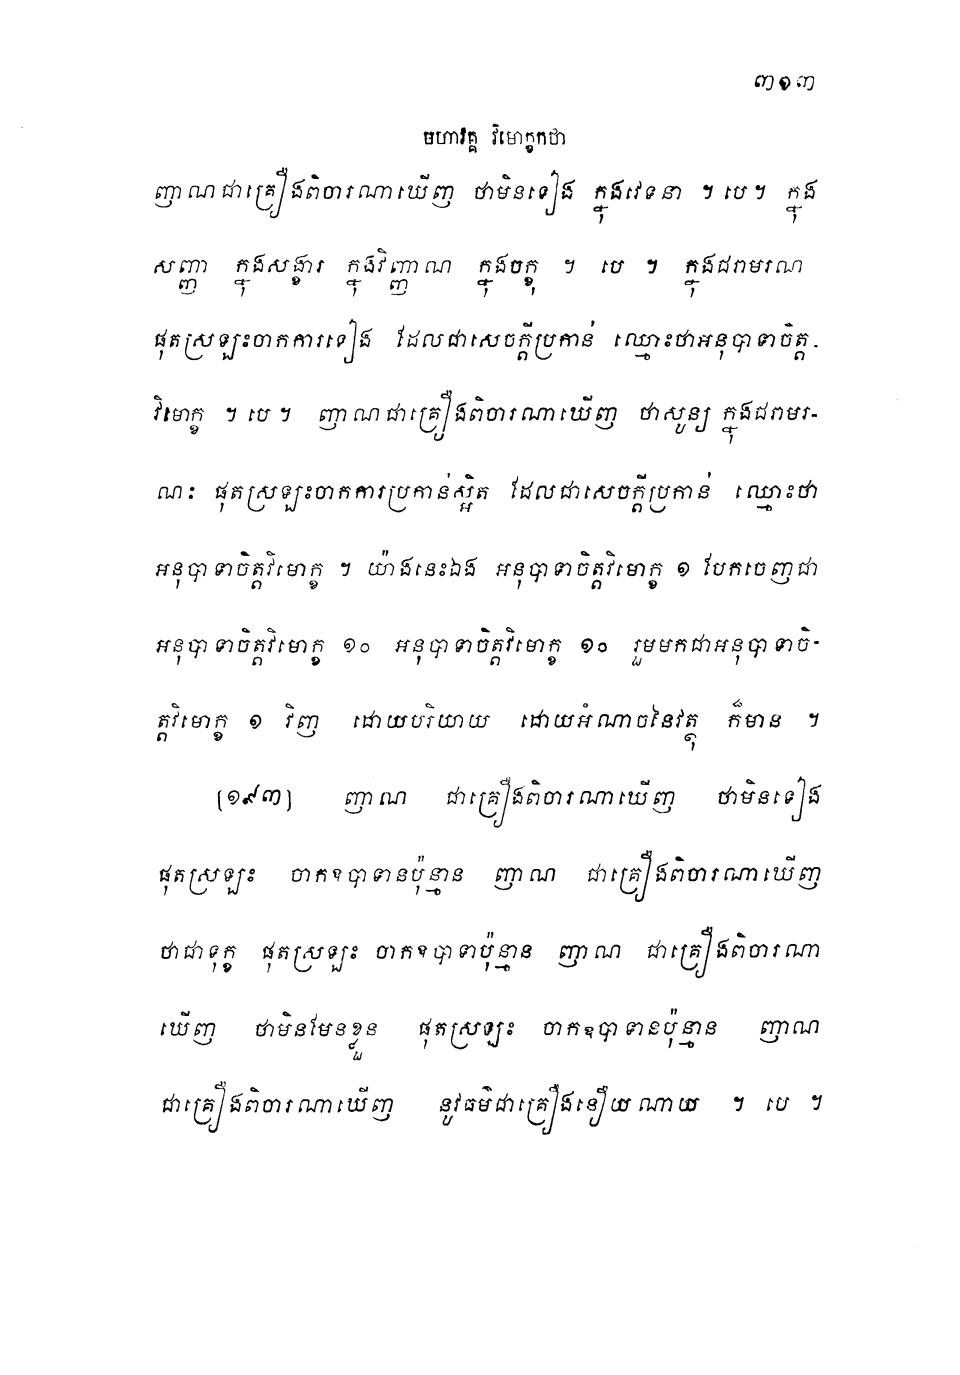 ៣១៣
មហាវគ្គ វិមោក្ខកថា
ញាណជាគ្រឿងពិចារណាឃើញ ថាមិនទៀង ក្នុងវេទនា ។ បេ ។ ក្នុង
សញ្ញា ក្នុងសង្ខារ ក្នុងវិញ្ញាណ ក្នុងចក្ខុ ។ បេ ។ ក្នុងជរាមរណ
ផុតស្រឡះចាកការទៀង ដែលជាសេចក្តីប្រកាន់ ឈ្មោះថាអនុបាទាចិត្ត-
វិមោក្ខ ។ បេ ។ ញាណជាគ្រឿងពិចារណាឃើញ ថាសូន្យ ក្នុងជរាមរ-
ណៈ ផុតស្រឡះចាកការប្រកាន់ស្អិត ដែលជាសេចក្តីប្រកាន់ ឈ្មោះថា
អនុបាទាចិត្តវិមោក្ខ ។ យ៉ាងនេះឯង អនុបាទាចិត្តវិមោក្ខ ១ បែកចេញជា
អនុបាទាចិត្តវិមោក្ខ ១០ អនុបាទាចិត្តវិមោក្ខ ១០ រួមមកជាអនុបាទាចិ-
ត្តវិមោក្ខ ១ វិញ ដោយបរិយាយ ដោយអំណាចនៃវត្ថុ ក៏មាន ។
[១៩៣] ញាណ ជាគ្រឿងពិចារណាឃើញ ថាមិនទៀង
ផុតស្រឡះ ចាកឧបាទានប៉ុន្មាន ញាណ ជាគ្រឿងពិចារណាឃើញ
ថាជាទុក្ខ ផុតស្រឡះ ចាកឧបាទាប៉ុន្មាន ញាណ ជាគ្រឿងពិចារណា
ឃើញ ថាមិនមែនខ្លួន ផុតស្រឡះ ចាកឧបាទានប៉ុន្មាន ញាណ
ជាគ្រឿងពិចារណាឃើញ នូវធម៌ជាគ្រឿងនឿយណាយ ។ បេ ។